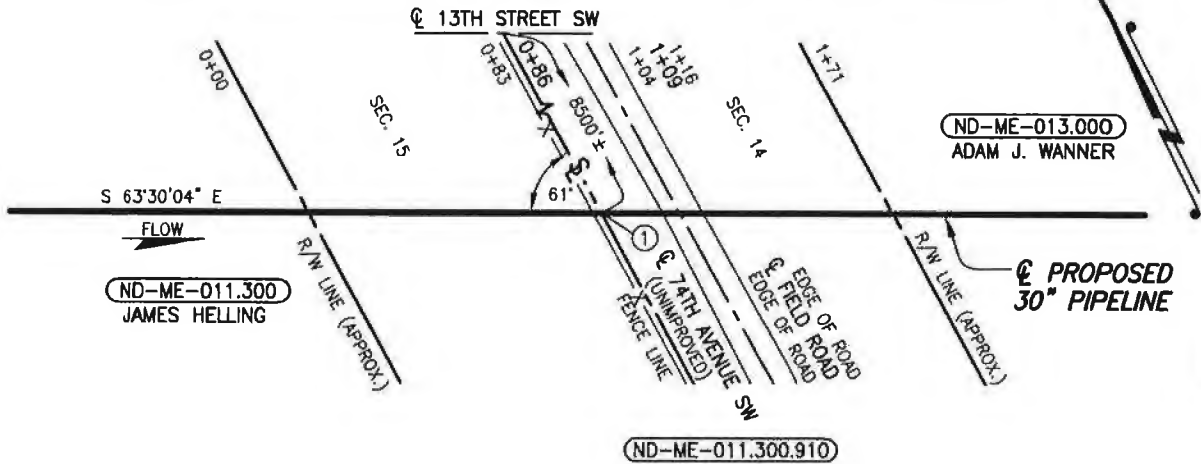 ℄ 13TH STREET SW
0+00
SEC. 15
0+83
0+86
8500'±
1+04
1+09
1+16
SEC. 14
1+71
ND-ME-013.000
ADAM J. WANNER
S 63°30'04" E
61°
FLOW
1
ND-ME-011.300
JAMES HELLING
R/W LINE (APPROX.)
FENCE LINE
℄ 74TH AVENUE SW
(UNIMPROVED)
EDGE OF ROAD
℄ FIELD ROAD
EDGE OF ROAD
R/W LINE (APPROX.)
℄ PROPOSED
30" PIPELINE
ND-ME-011.300.910